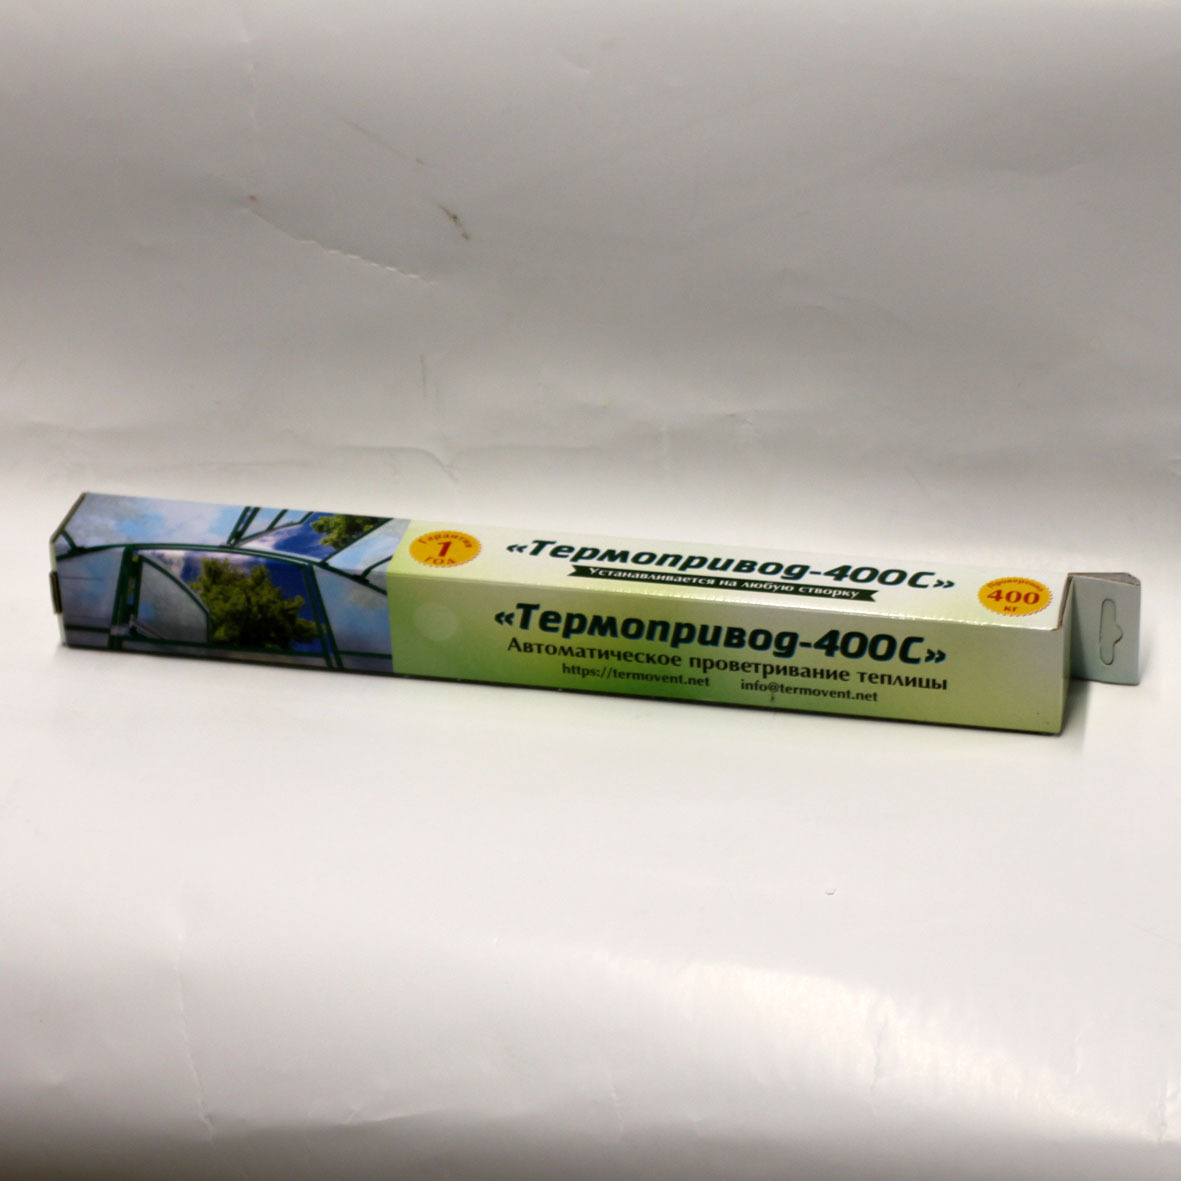 Гарантия
1
год
«Термопривод-400С»
Устанавливается на любую створку
Проверено
400
кг
«Термопривод-400С»
Автоматическое проветривание теплицы
https://termovent.net info@termovent.net